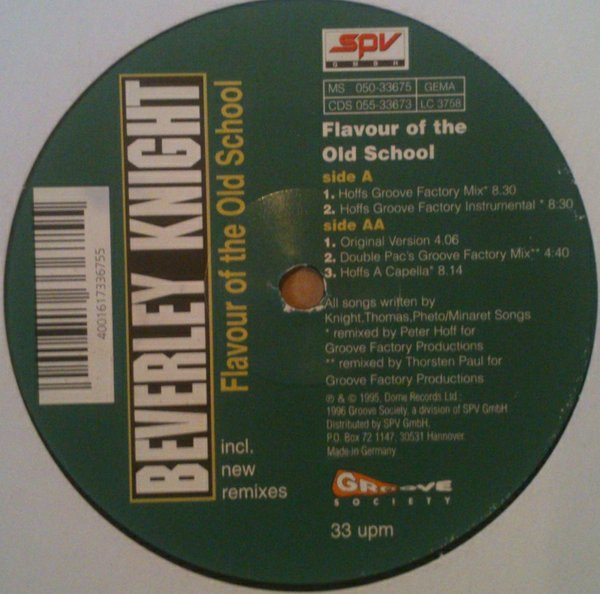 BEVERLEY KNIGHT
Flavour of the Old School
incl.
new
remixes
4001617336755
spv
GMBH
MS 050-33675 GEMA
CDS 055-33673 LC 3758
Flavour of the
Old School
side A
1. Hoffs Groove Factory Mix* 8.30
2. Hoffs Groove Factory Instrumental * 8:30
side AA
1. Original Version 4.06
2. Double Pac's Groove Factory Mix** 4:40
3. Hoffs A Capella* 8.14
All songs written by
Knight,Thomas,Pheto/Minaret Songs
* remixed by Peter Hoff for
Groove Factory Productions
** remixed by Thorsten Paul for
Groove Factory Productions
℗ & © 1995, Dome Records Ltd.:
1996 Groove Society, a division of SPV GmbH
Distributed by SPV GmbH,
P.O. Box 72 1147, 30531 Hannover.
Made in Germany
GROOVE
SOCIETY
33 upm